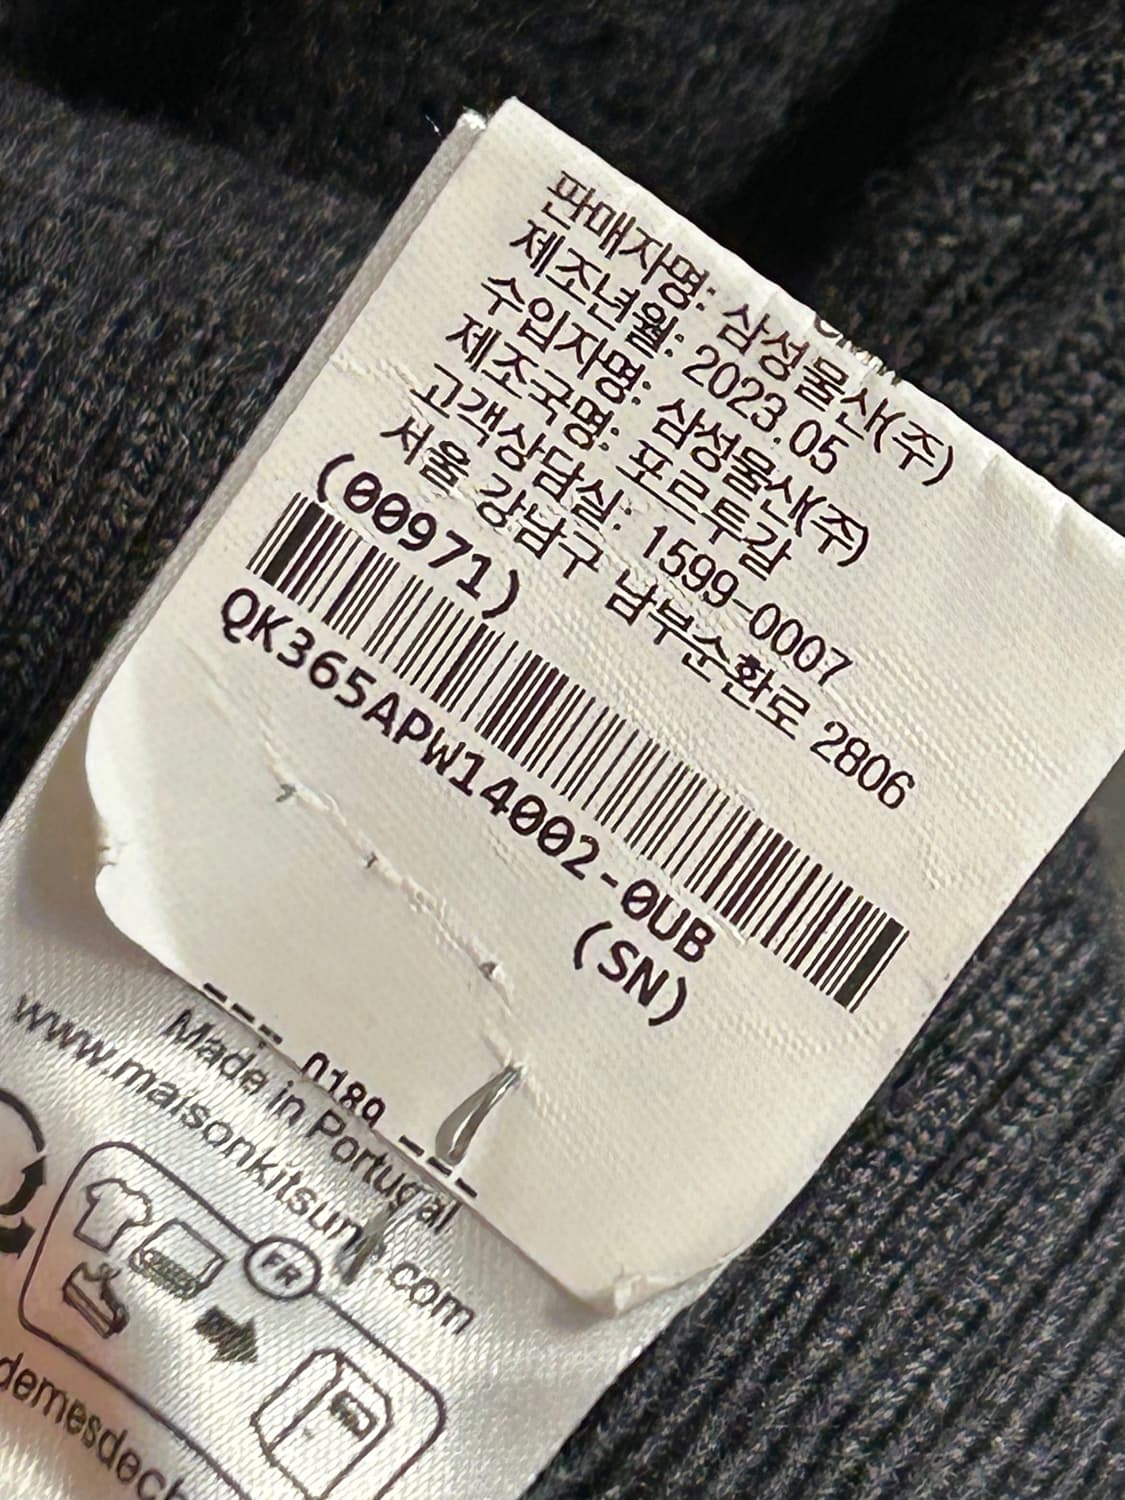 판매자명: 삼성물산(주)
제조년월: 2023.05
수입자명: 삼성물산(주)
제조국명: 포르투갈
고객상담실: 1599-0007
서울 강남구 남부순환로 2806
(00971)
QK365APW14002-0UB
(SN)
0189
Made in Portugal
www.maisonkitsun com
FR